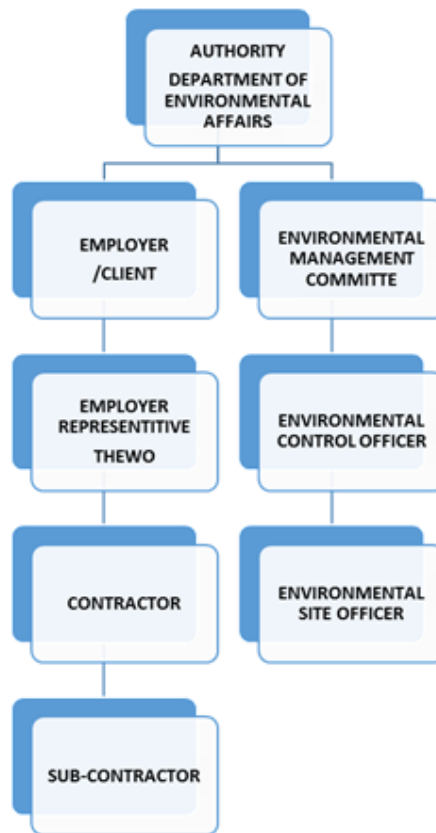 AUTHORITY
DEPARTMENT OF
ENVIRONMENTAL
AFFAIRS
EMPLOYER
/CLIENT
ENVIRONMENTAL
MANAGEMENT
COMMITTE
EMPLOYER
REPRESENTITIVE
THEWO
ENVIRONMENTAL
CONTROL OFFICER
CONTRACTOR
ENVIRONMENTAL
SITE OFFICER
SUB-CONTRACTOR